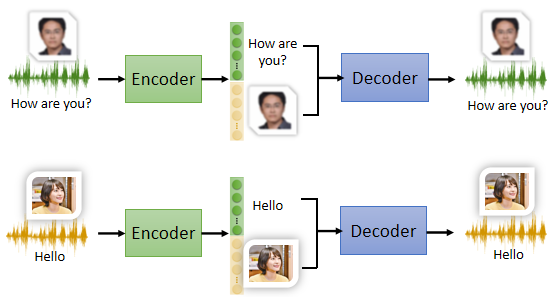 How are you?
Encoder
How are
you?
Decoder
How are you?
Hello
Encoder
Hello
Decoder
Hello